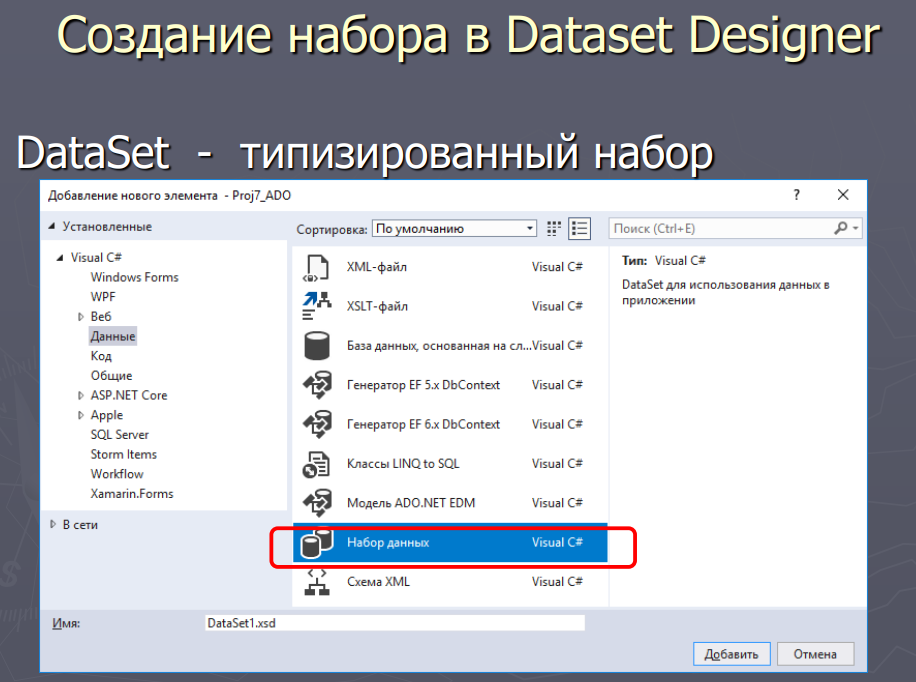 Создание набора в Dataset Designer
DataSet - типизированный набор
Добавление нового элемента - Proj7_ADO
?
Установленные
Сортировка: По умолчанию
Поиск (Ctrl+E)
Visual C#
Windows Forms
WPF
Веб
Данные
Код
Общие
ASP.NET Core
Apple
SQL Server
Storm Items
Workflow
Xamarin.Forms
В сети
XML-файл Visual C#
XSLT-файл Visual C#
База данных, основанная на сл... Visual C#
Генератор EF 5.x DbContext Visual C#
Генератор EF 6.x DbContext Visual C#
Классы LINQ to SQL Visual C#
Модель ADO.NET EDM Visual C#
Набор данных Visual C#
Схема XML Visual C#
Тип: Visual C#
DataSet для использования данных в
приложении
Имя: DataSet1.xsd
Добавить Отмена